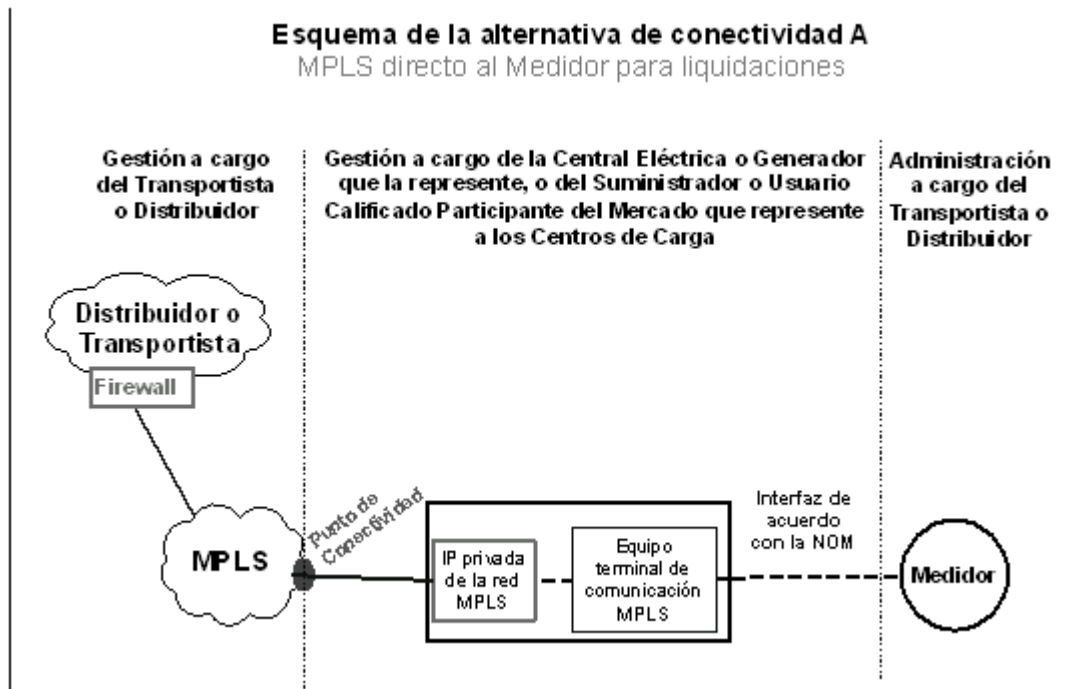 Esquema de la alternativa de conectividad A
MPLS directo al Medidor para liquidaciones
Gestión a cargo
del Transportista
o Distribuidor
Gestión a cargo de la Central Eléctrica o Generador
que la represente, o del Suministrador o Usuario
Calificado Participante del Mercado que represente
a los Centros de Carga
Administración
a cargo del
Transportista o
Distribuidor
Distribuidor o
Transportista
Firewall
MPLS
Punto de
Conectividad
IP privada
de la red
MPLS
Equipo
terminal de
comunicación
MPLS
Interfaz de
acuerdo
con la NOM
Medidor